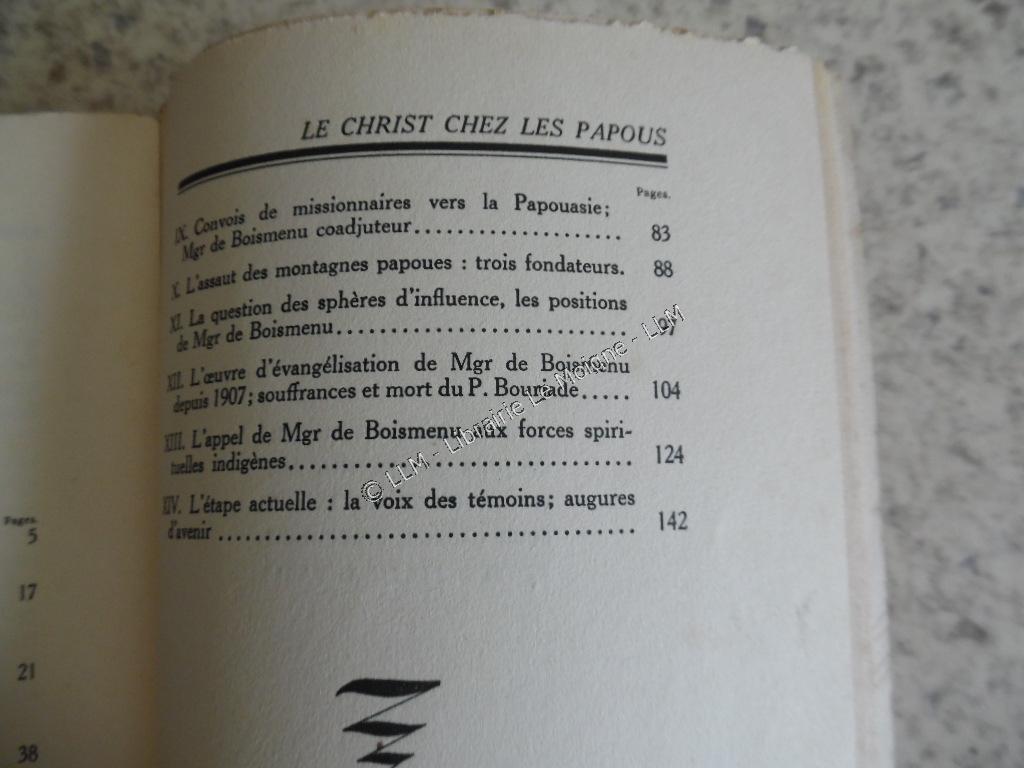 Pages.
5
17
21
38
LE CHRIST CHEZ LES PAPOUS
Pages.
IX. Convois de missionnaires vers la Papouasie;
Mgr de Boismenu coadjuteur.................... 83
X. L'assaut des montagnes papoues : trois fondateurs. 88
XI. La question des sphères d'influence, les positions
de Mgr de Boismenu............................ 97
XII. L'œuvre d'évangélisation de Mgr de Boismenu
depuis 1907; souffrances et mort du P. Bourjade..... 104
XIII. L'appel de Mgr de Boismenu aux forces spiri-
tuelles indigènes................................. 124
XIV. L'étape actuelle : la voix des témoins; augures
d'avenir ....................................... 142
© LLM - Librairie Le Moigne - LLM